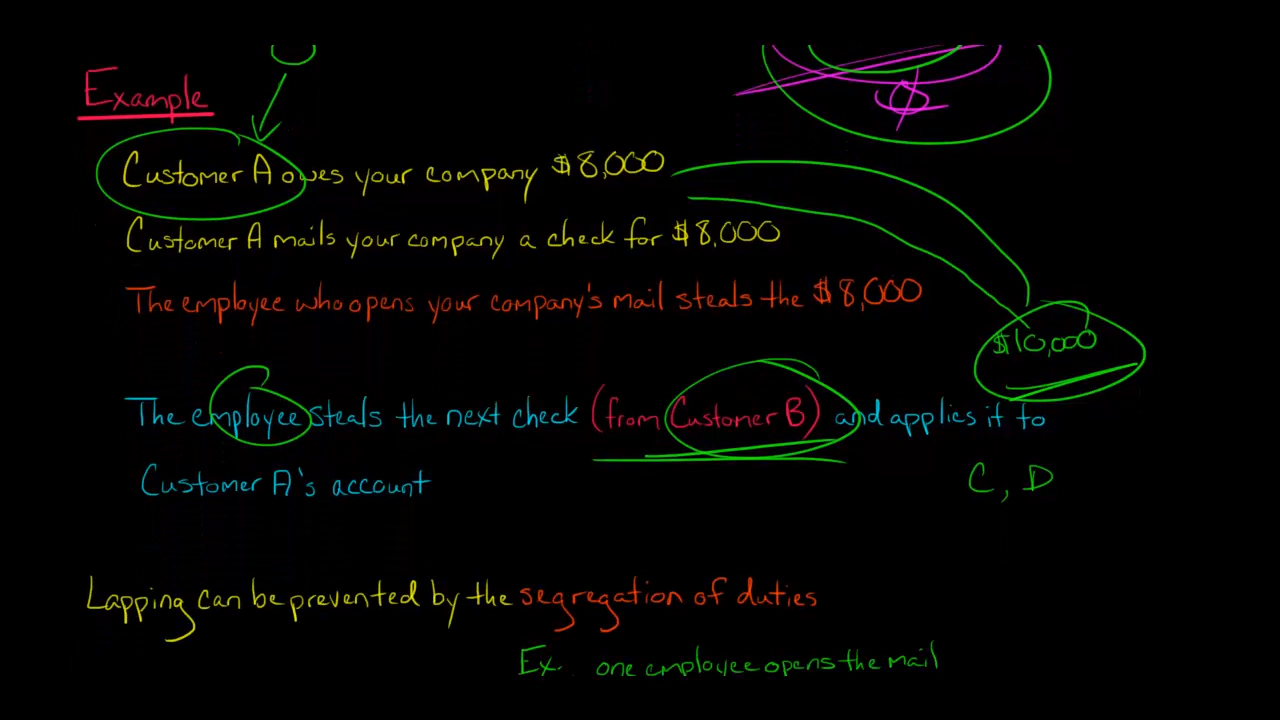 Example
Customer A owes your company $8,000
Customer A mails your company a check for $8,000
The employee who opens your company's mail steals the $8,000
$10,000
The employee steals the next check (from Customer B) and applies it to
Customer A's account
C, D
Lapping can be prevented by the segregation of duties
Ex. one employee opens the mail